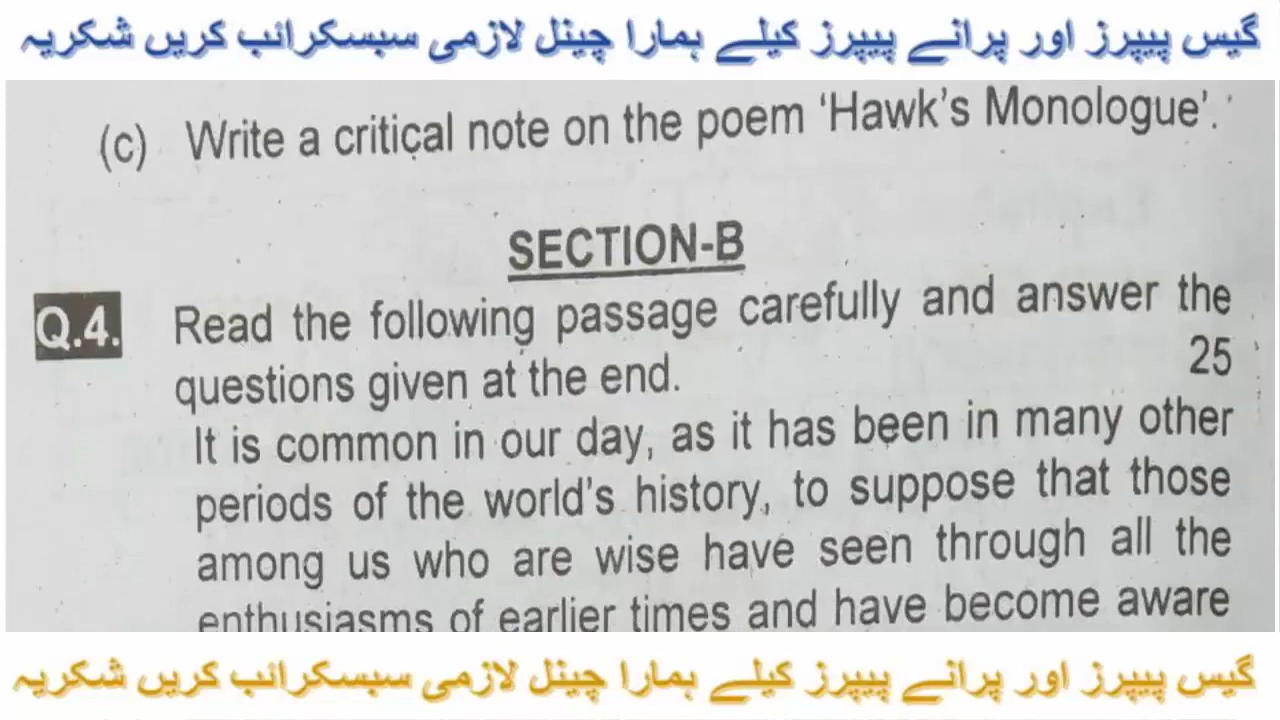 گیس پیپرز اور پرانے پیپرز کیلے ہمارا چینل لازمی سبسکرائب کریں شکریہ
(c) Write a critical note on the poem ‘Hawk’s Monologue’.
SECTION-B
Q.4. Read the following passage carefully and answer the
questions given at the end. 25
It is common in our day, as it has been in many other
periods of the world’s history, to suppose that those
among us who are wise have seen through all the
enthusiasms of earlier times and have become aware
گیس پیپرز اور پرانے پیپرز کیلے ہمارا چینل لازمی سبسکرائب کریں شکریہ